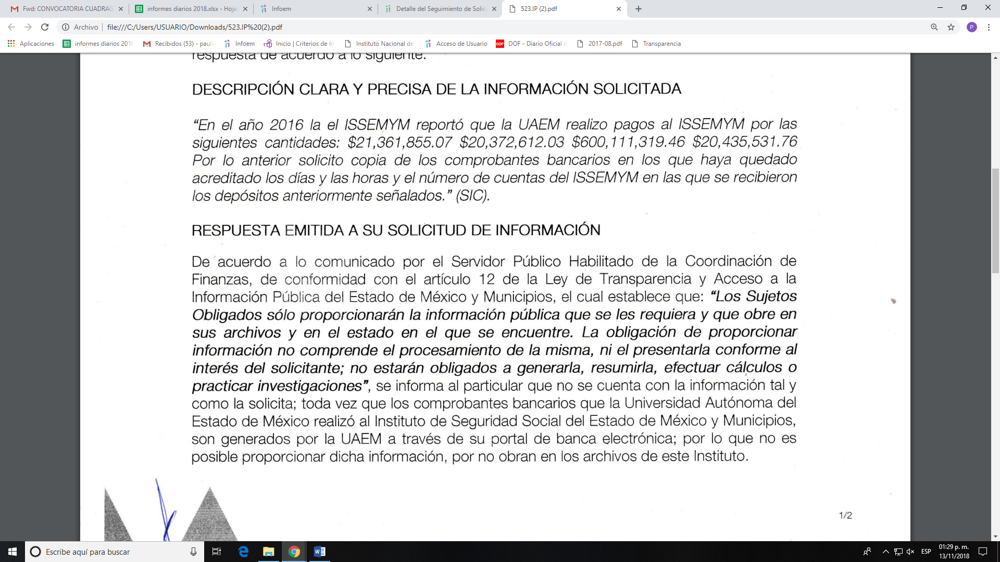 Fwd: CONVOCATORIA CUADRAG
informes diarios 2018.xlsx - Hoja
Infoem
Detalle del Seguimiento de Solici
523.IP (2).pdf
Archivo
file:///C:/Users/USUARIO/Downloads/523.IP%20(2).pdf
P
Aplicaciones
informes diarios 2018
Recibidos (53) - pauli
Infoem
Inicio | Criterios de In
Instituto Nacional de
Acceso de Usuario
DOF - Diario Oficial d
2017-08.pdf
Transparencia
respuesta de acuerdo a lo siguiente:
DESCRIPCIÓN CLARA Y PRECISA DE LA INFORMACIÓN SOLICITADA
“En el año 2016 la el ISSEMYM reportó que la UAEM realizo pagos al ISSEMYM por las
siguientes cantidades: $21,361,855.07 $20,372,612.03 $600,111,319.46 $20,435,531.76
Por lo anterior solicito copia de los comprobantes bancarios en los que haya quedado
acreditado los días y las horas y el número de cuentas del ISSEMYM en las que se recibieron
los depósitos anteriormente señalados.” (SIC).
RESPUESTA EMITIDA A SU SOLICITUD DE INFORMACIÓN
De acuerdo a lo comunicado por el Servidor Público Habilitado de la Coordinación de
Finanzas, de conformidad con el artículo 12 de la Ley de Transparencia y Acceso a la
Información Pública del Estado de México y Municipios, el cual establece que: “Los Sujetos
Obligados sólo proporcionarán la información pública que se les requiera y que obre en
sus archivos y en el estado en el que se encuentre. La obligación de proporcionar
información no comprende el procesamiento de la misma, ni el presentarla conforme al
interés del solicitante; no estarán obligados a generarla, resumirla, efectuar cálculos o
practicar investigaciones”, se informa al particular que no se cuenta con la información tal y
como la solicita; toda vez que los comprobantes bancarios que la Universidad Autónoma del
Estado de México realizó al Instituto de Seguridad Social del Estado de México y Municipios,
son generados por la UAEM a través de su portal de banca electrónica; por lo que no es
posible proporcionar dicha información, por no obran en los archivos de este Instituto.
1/2
Escribe aquí para buscar
ESP
01:29 p. m.
13/11/2018